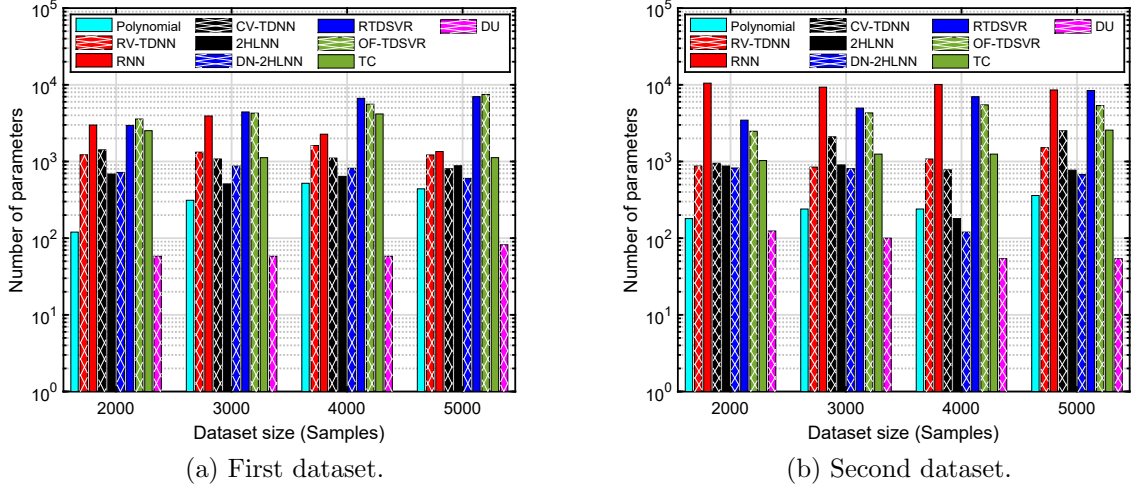 10^5
Polynomial
RV-TDNN
RNN
CV-TDNN
2HLNN
DN-2HLNN
RTDSVR
OF-TDSVR
TC
DU
10^4
10^3
10^2
10^1
10^0
Number of parameters
2000 3000 4000 5000
Dataset size (Samples)
(a) First dataset.
10^5
Polynomial
RV-TDNN
RNN
CV-TDNN
2HLNN
DN-2HLNN
RTDSVR
OF-TDSVR
TC
DU
10^4
10^3
10^2
10^1
10^0
Number of parameters
2000 3000 4000 5000
Dataset size (Samples)
(b) Second dataset.